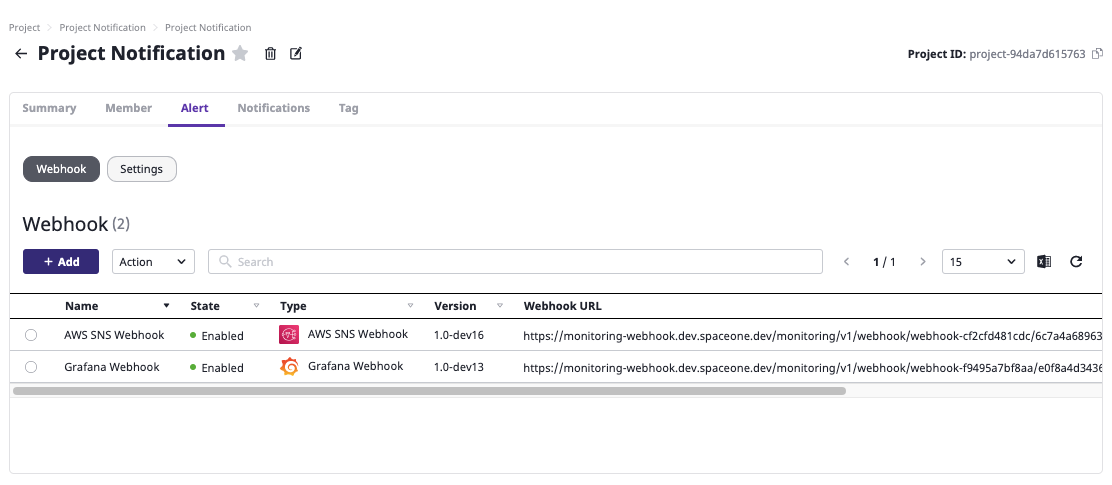 Project > Project Notification > Project Notification
Project Notification
Project ID: project-94da7d615763
Summary Member Alert Notifications Tag
Webhook Settings
Webhook (2)
+ Add Action Search 1 / 1 15
Name State Type Version Webhook URL
AWS SNS Webhook Enabled AWS SNS Webhook 1.0-dev16 https://monitoring-webhook.dev.spaceone.dev/monitoring/v1/webhook/webhook-cf2cfd481cdc/6c7a4a68963
Grafana Webhook Enabled Grafana Webhook 1.0-dev13 https://monitoring-webhook.dev.spaceone.dev/monitoring/v1/webhook/webhook-f9495a7bf8aa/e0f8a4d3436